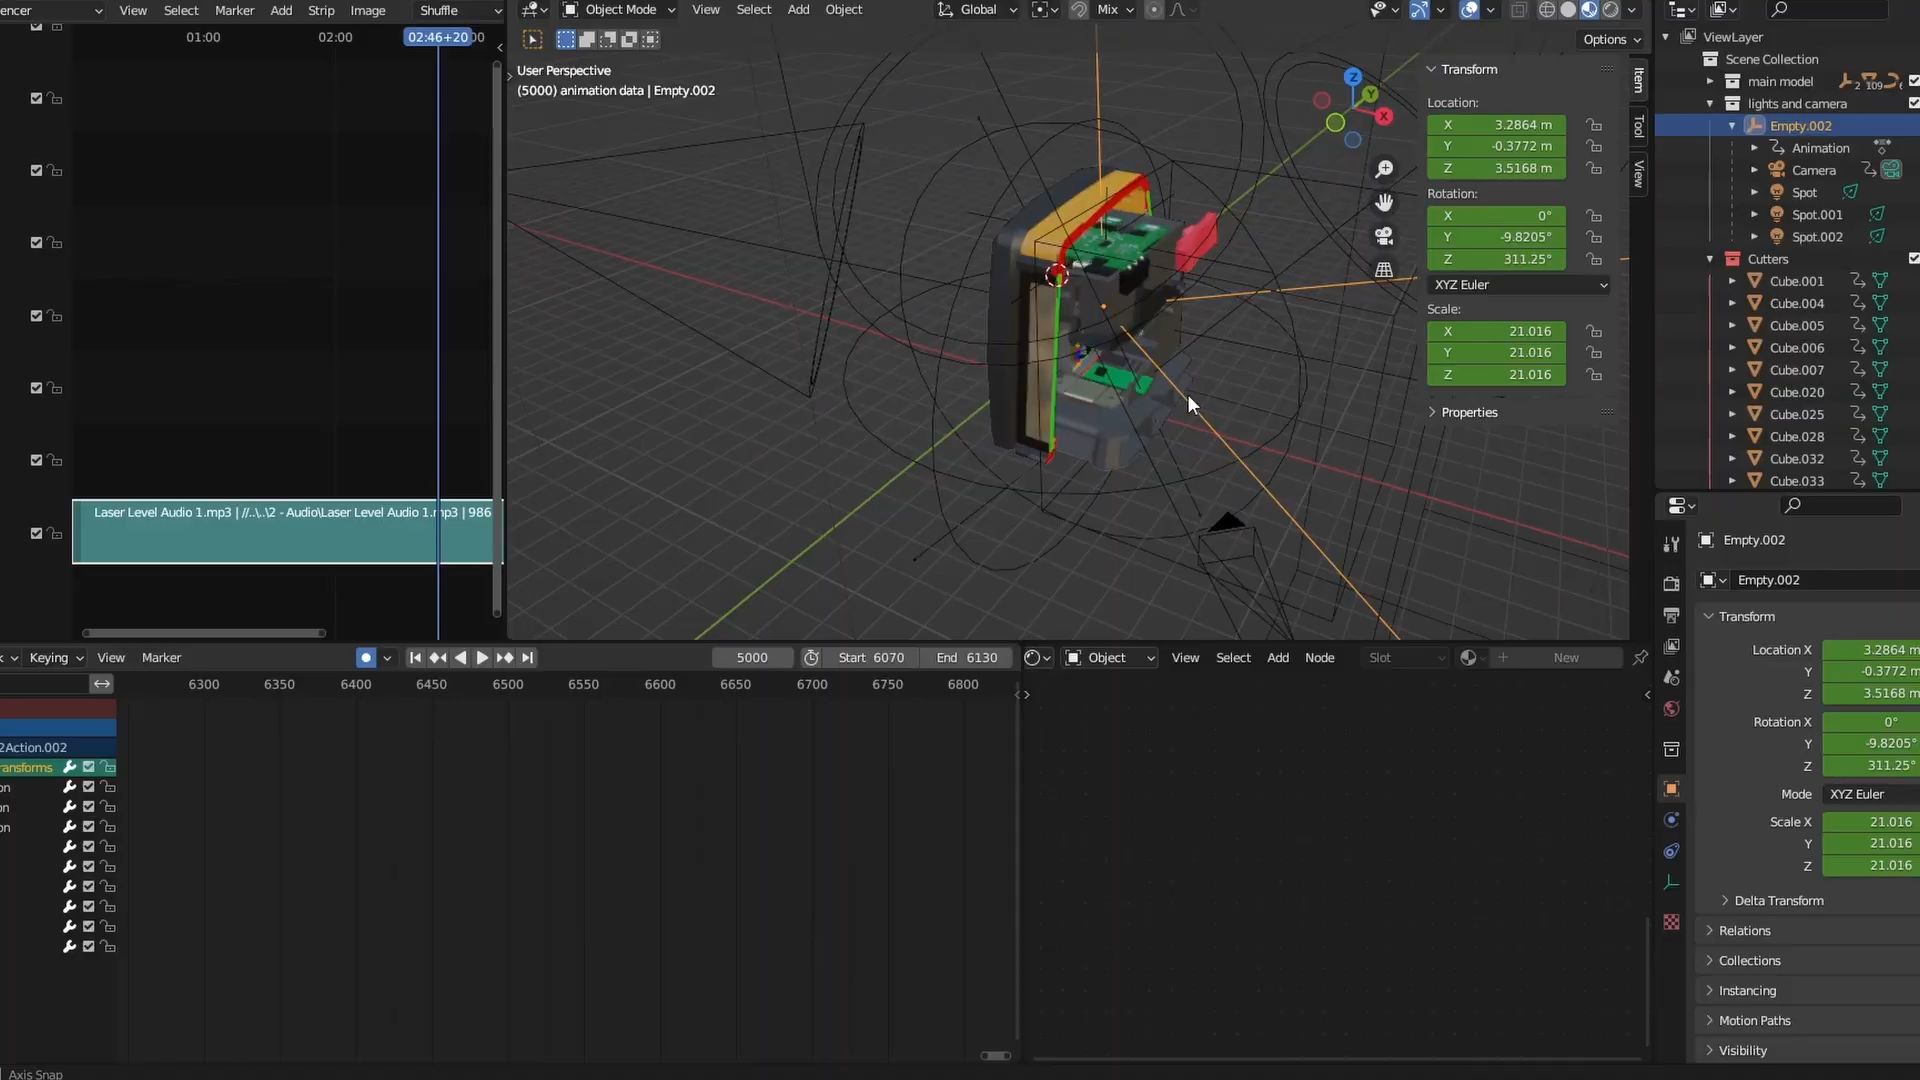 encer
View
Select
Marker
Add
Strip
Image
Shuffle
Object Mode
View
Select
Add
Object
Global
Mix
01:00
02:00
02:46+20
00
Options
User Perspective
(5000) animation data | Empty.002
Z
Y
X
Transform
Location:
X 3.2864 m
Y -0.3772 m
Z 3.5168 m
Rotation:
X 0°
Y -9.8205°
Z 311.25°
XYZ Euler
Scale:
X 21.016
Y 21.016
Z 21.016
Properties
Item
Tool
View
Laser Level Audio 1.mp3 | //..\..\2 - Audio\Laser Level Audio 1.mp3 | 986
ViewLayer
Scene Collection
main model
2
109
6
lights and camera
Empty.002
Animation
Camera
Spot
Spot.001
Spot.002
Cutters
Cube.001
Cube.004
Cube.005
Cube.006
Cube.007
Cube.020
Cube.025
Cube.028
Cube.032
Cube.033
Keying
View
Marker
5000
Start 6070
End 6130
6300 6350 6400 6450 6500 6550 6600 6650 6700 6750 6800
2Action.002
ansforms
on
on
on
Object
View
Select
Add
Node
Slot
New
Empty.002
Empty.002
Transform
Location X 3.2864 m
Y -0.3772 m
Z 3.5168 m
Rotation X 0°
Y -9.8205°
Z 311.25°
Mode XYZ Euler
Scale X 21.016
Y 21.016
Z 21.016
Delta Transform
Relations
Collections
Instancing
Motion Paths
Visibility
Axis Snap